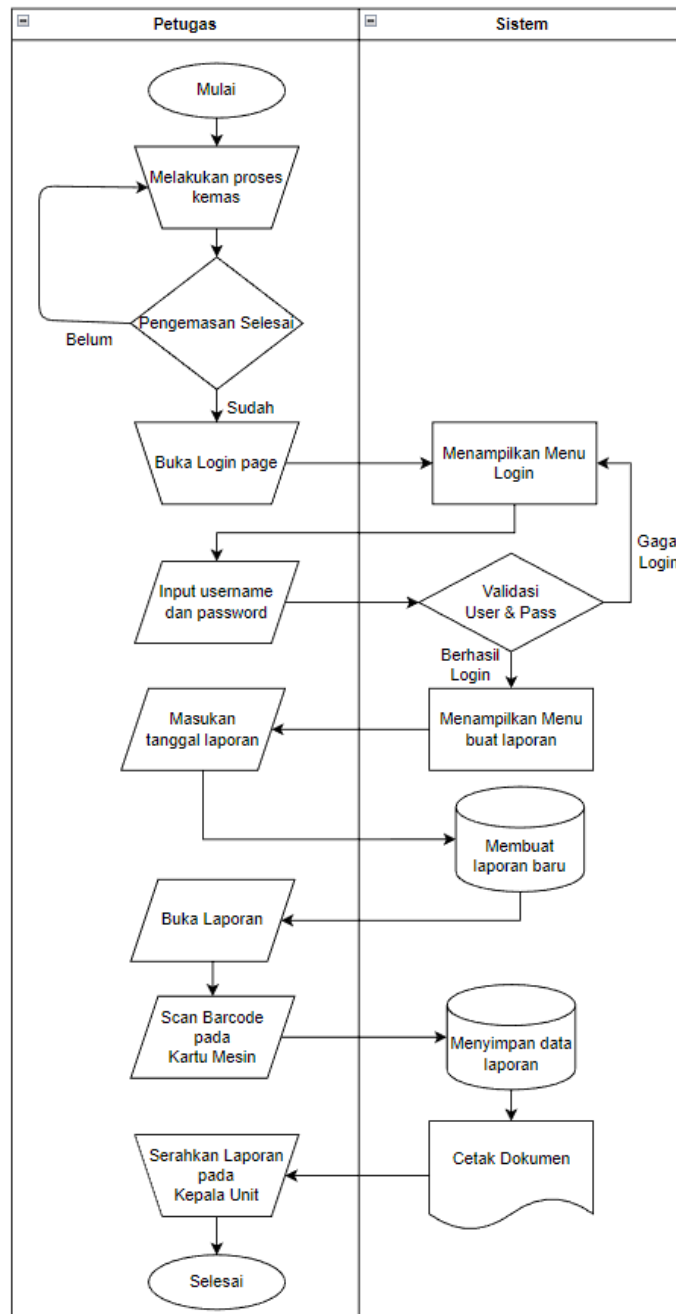 Petugas
Sistem
Mulai
Melakukan proses
kemas
Pengemasan Selesai
Belum
Sudah
Buka Login page
Menampilkan Menu
Login
Gaga
Login
Input username
dan password
Validasi
User & Pass
Berhasil
Login
Masukan
tanggal laporan
Menampilkan Menu
buat laporan
Membuat
laporan baru
Buka Laporan
Scan Barcode
pada
Kartu Mesin
Menyimpan data
laporan
Serahkan Laporan
pada
Kepala Unit
Cetak Dokumen
Selesai